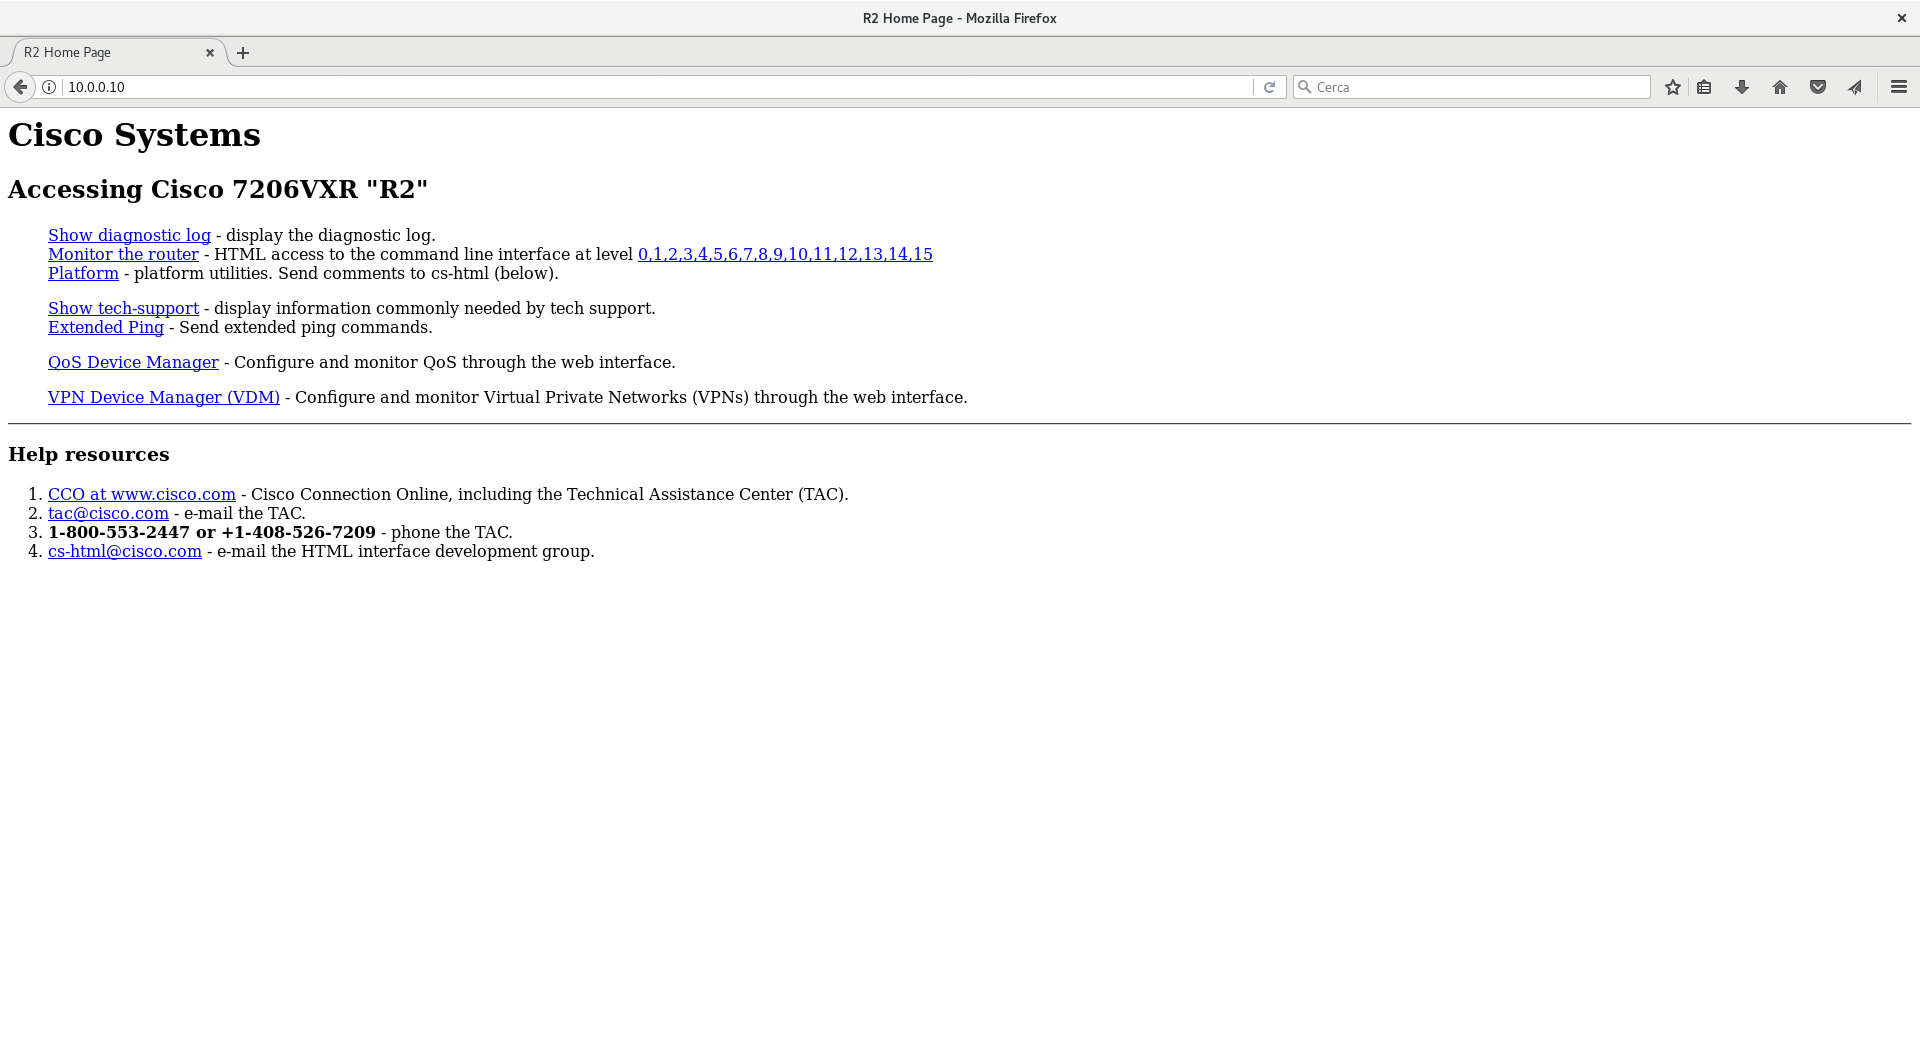 R2 Home Page - Mozilla Firefox
R2 Home Page
10.0.0.10
Cerca
Cisco Systems
Accessing Cisco 7206VXR "R2"
Show diagnostic log - display the diagnostic log.
Monitor the router - HTML access to the command line interface at level 0,1,2,3,4,5,6,7,8,9,10,11,12,13,14,15
Platform - platform utilities. Send comments to cs-html (below).
Show tech-support - display information commonly needed by tech support.
Extended Ping - Send extended ping commands.
QoS Device Manager - Configure and monitor QoS through the web interface.
VPN Device Manager (VDM) - Configure and monitor Virtual Private Networks (VPNs) through the web interface.
Help resources
1. CCO at www.cisco.com - Cisco Connection Online, including the Technical Assistance Center (TAC).
2. tac@cisco.com - e-mail the TAC.
3. 1-800-553-2447 or +1-408-526-7209 - phone the TAC.
4. cs-html@cisco.com - e-mail the HTML interface development group.